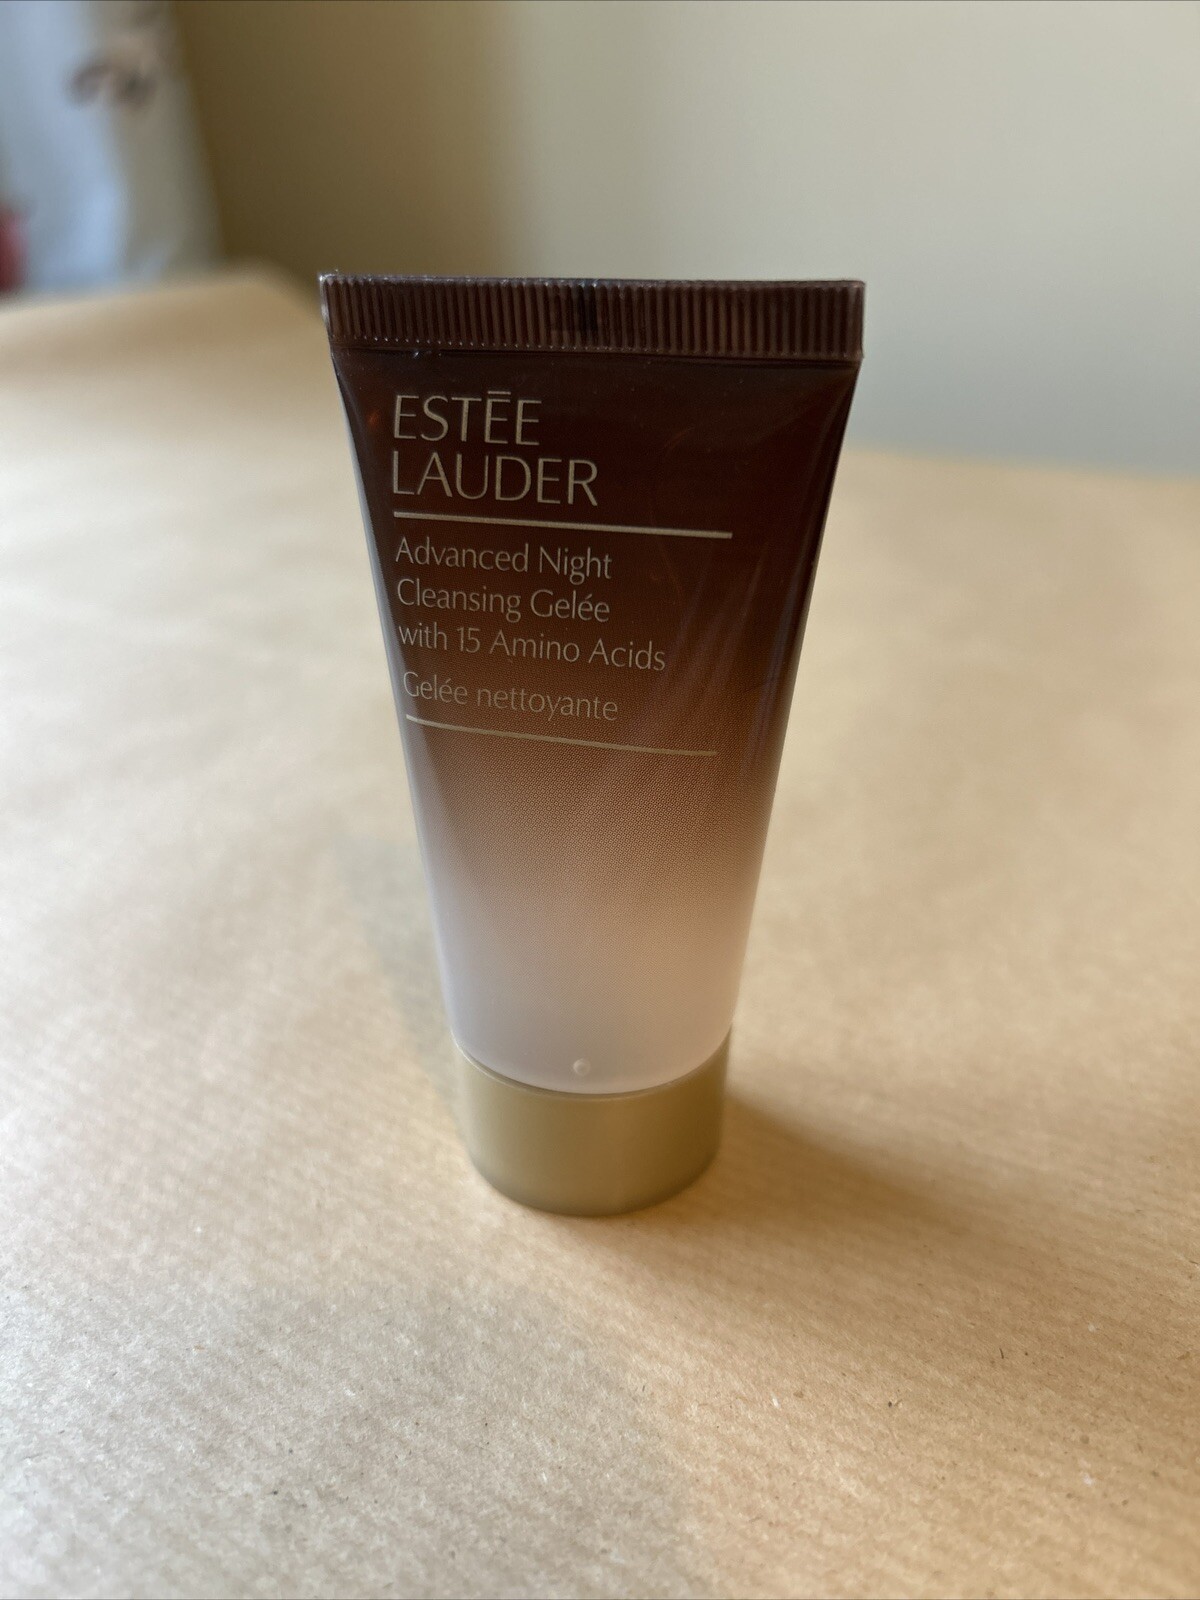 ESTĒE
LAUDER
Advanced Night
Cleansing Gelée
with 15 Amino Acids
Gelée nettoyante